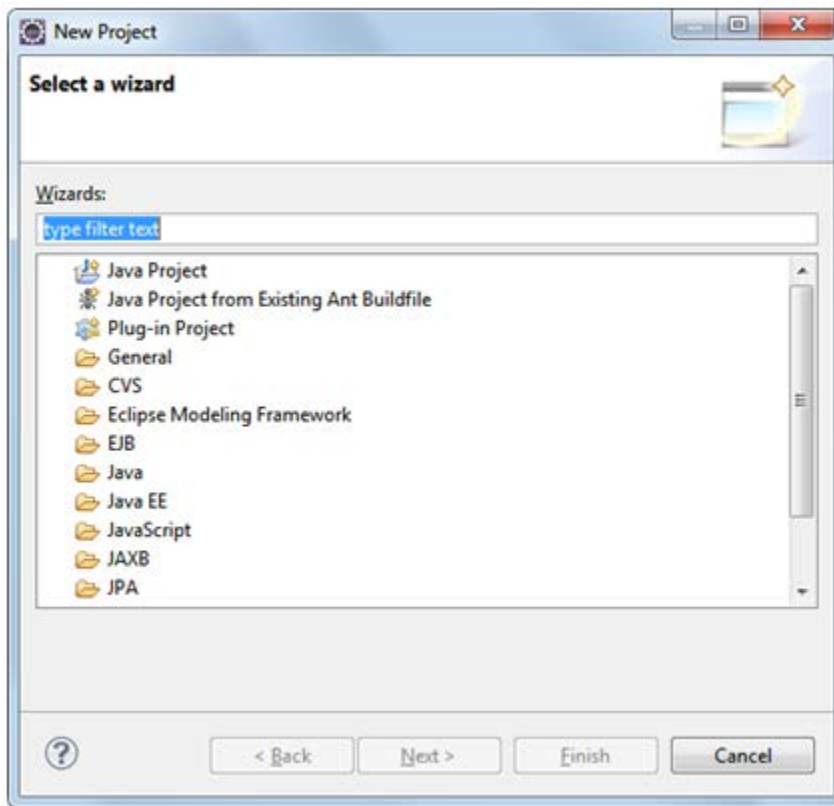 New Project
Select a wizard
Wizards:
type filter text
Java Project
Java Project from Existing Ant Buildfile
Plug-in Project
General
CVS
Eclipse Modeling Framework
EJB
Java
Java EE
JavaScript
JAXB
JPA
?
< Back
Next >
Finish
Cancel